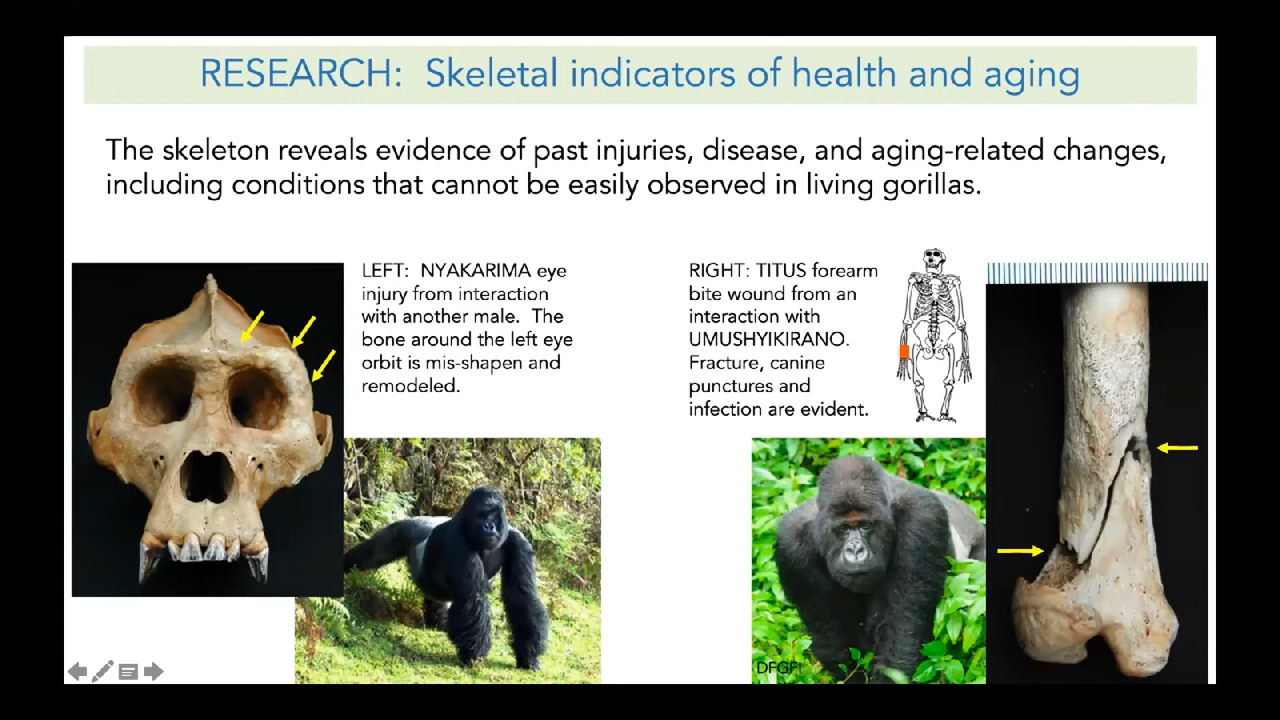 RESEARCH:  Skeletal indicators of health and aging
The skeleton reveals evidence of past injuries, disease, and aging-related changes,
including conditions that cannot be easily observed in living gorillas.
LEFT:  NYAKARIMA eye
injury from interaction
with another male.  The
bone around the left eye
orbit is mis-shapen and
remodeled.
RIGHT: TITUS forearm
bite wound from an
interaction with
UMUSHYIKIRANO.
Fracture, canine
punctures and
infection are evident.
DFGFI